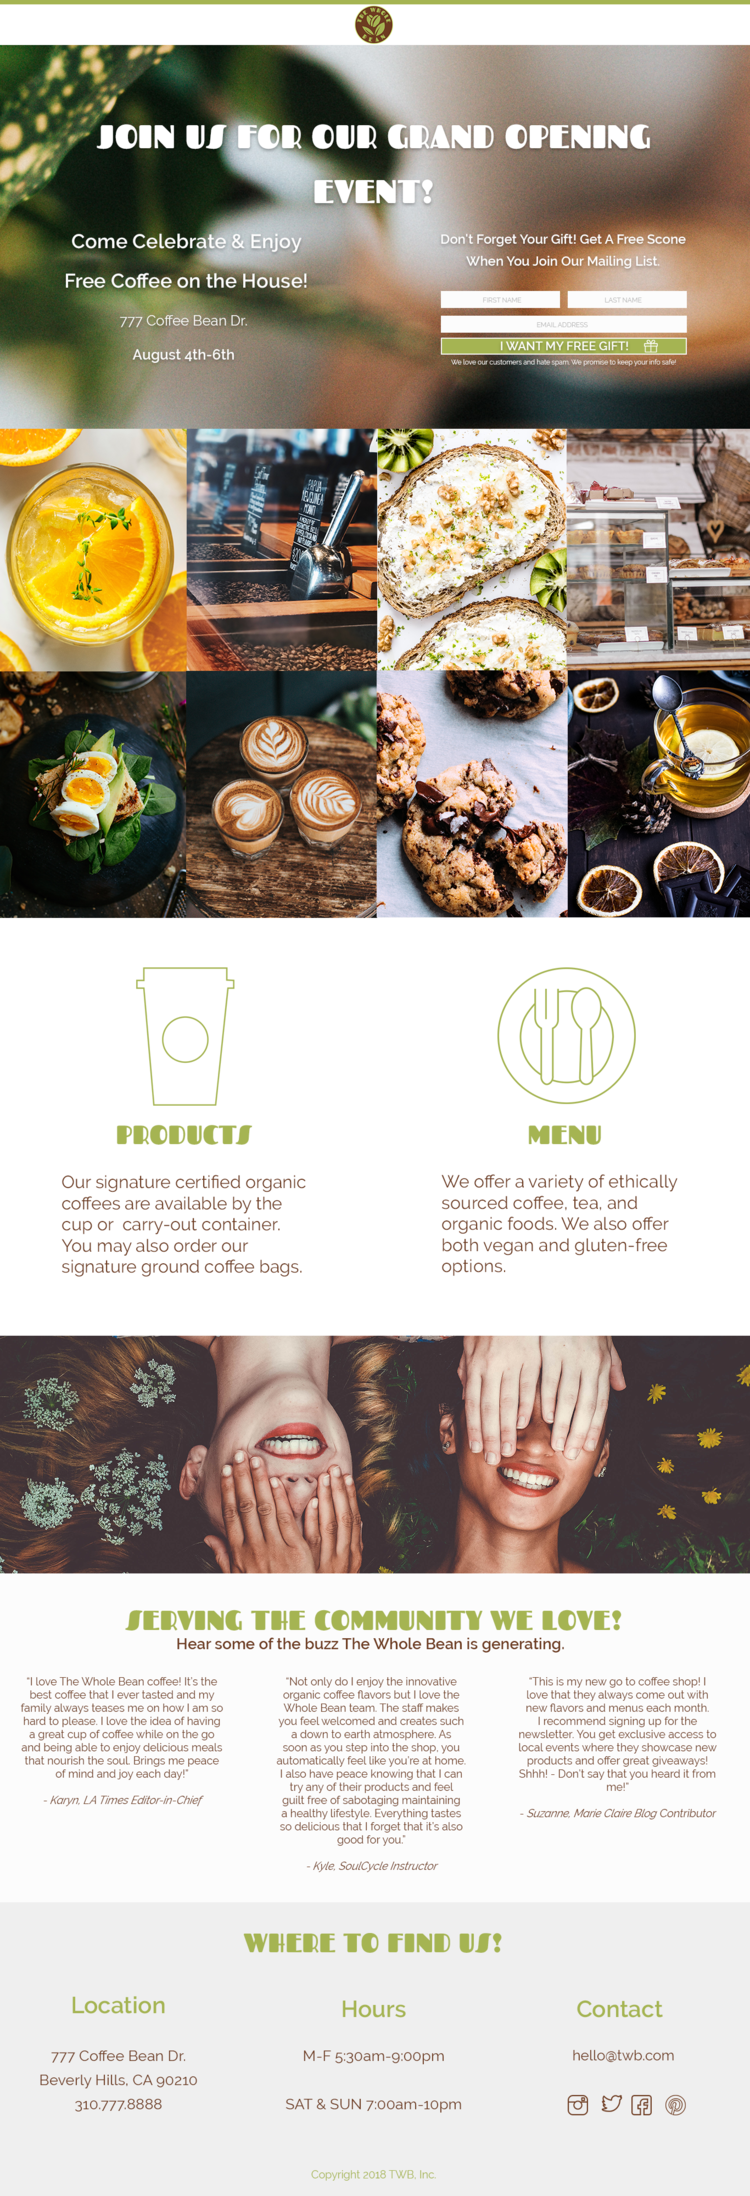 THE WHOLE
BEAN
JOIN US FOR OUR GRAND OPENING
EVENT!
Come Celebrate & Enjoy
Free Coffee on the House!
777 Coffee Bean Dr.
August 4th-6th
Don't Forget Your Gift! Get A Free Scone
When You Join Our Mailing List.
FIRST NAME
LAST NAME
EMAIL ADDRESS
I WANT MY FREE GIFT!
We love our customers and hate spam. We promise to keep your info safe!
PAPUA
NEU GUINEA
PRODUCTS
Our signature certified organic
coffees are available by the
cup or carry-out container.
You may also order our
signature ground coffee bags.
MENU
We offer a variety of ethically
sourced coffee, tea, and
organic foods. We also offer
both vegan and gluten-free
options.
SERVING THE COMMUNITY WE LOVE!
Hear some of the buzz The Whole Bean is generating.
“I love The Whole Bean coffee! It's the
best coffee that I ever tasted and my
family always teases me on how I am so
hard to please. I love the idea of having
a great cup of coffee while on the go
and being able to enjoy delicious meals
that nourish the soul. Brings me peace
of mind and joy each day!”
- Karyn, LA Times Editor-in-Chief
“Not only do I enjoy the innovative
organic coffee flavors but I love the
Whole Bean team. The staff makes
you feel welcomed and creates such
a down to earth atmosphere. As
soon as you step into the shop, you
automatically feel like you're at home.
I also have peace knowing that I can
try any of their products and feel
guilt free of sabotaging maintaining
a healthy lifestyle. Everything tastes
so delicious that I forget that it's also
good for you.”
- Kyle, SoulCycle Instructor
“This is my new go to coffee shop! I
love that they always come out with
new flavors and menus each month.
I recommend signing up for the
newsletter. You get exclusive access to
local events where they showcase new
products and offer great giveaways!
Shhh! - Don't say that you heard it from
me!”
- Suzanne, Marie Claire Blog Contributor
WHERE TO FIND US!
Location
777 Coffee Bean Dr.
Beverly Hills, CA 90210
310.777.8888
Hours
M-F 5:30am-9:00pm
SAT & SUN 7:00am-10pm
Contact
hello@twb.com
Copyright 2018 TWB, Inc.